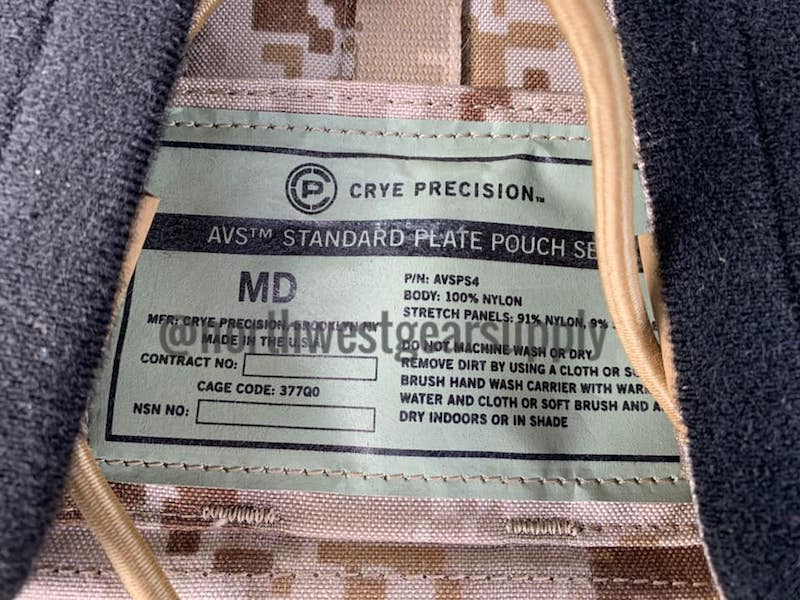 CP CRYE PRECISION™
AVS™ STANDARD PLATE POUCH SE
MD
MFR: CRYE PRECISION, BROOKLYN NY
MADE IN THE U.S.A.
CONTRACT NO:
CAGE CODE: 377Q0
NSN NO:
P/N: AVSPS4
BODY: 100% NYLON
STRETCH PANELS: 91% NYLON, 9%
DO NOT MACHINE WASH OR DRY
REMOVE DIRT BY USING A CLOTH OR
BRUSH HAND WASH CARRIER WITH WAR
WATER AND CLOTH OR SOFT BRUSH AND
DRY INDOORS OR IN SHADE
@northwestgearsupply